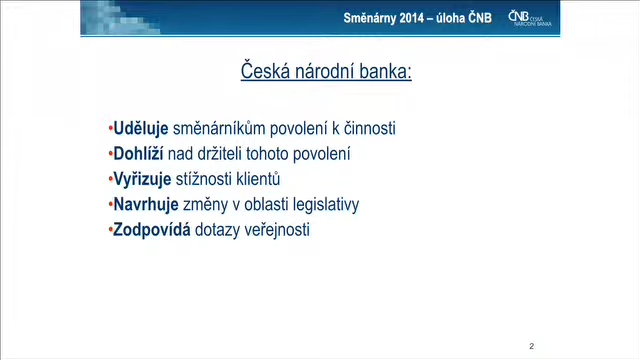 Směnárny 2014 – úloha ČNB
ČNB ČESKÁ
NÁRODNÍ BANKA
Česká národní banka:
•Uděluje směnárníkům povolení k činnosti
•Dohlíží nad držiteli tohoto povolení
•Vyřizuje stížnosti klientů
•Navrhuje změny v oblasti legislativy
•Zodpovídá dotazy veřejnosti
2